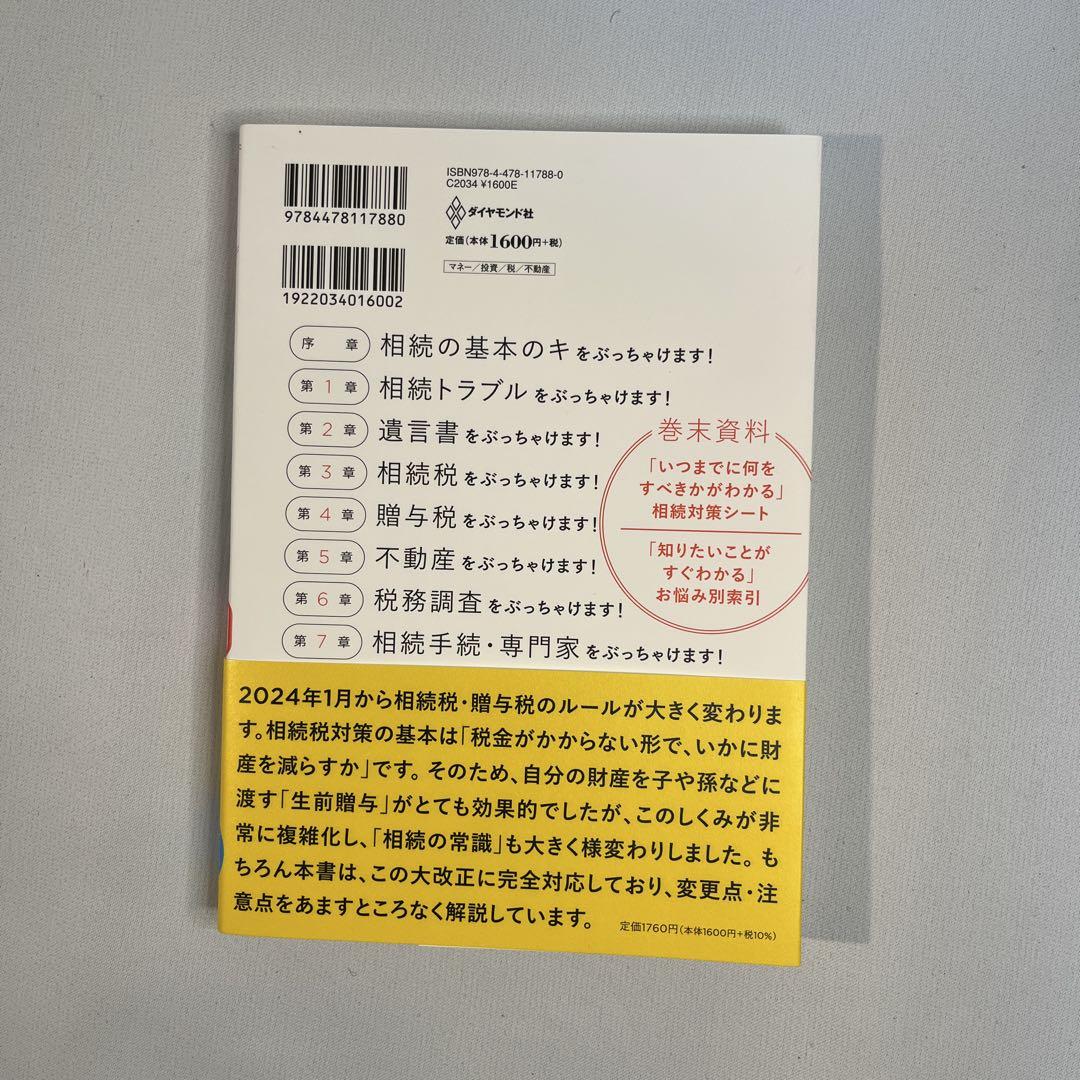 ISBN978-4-478-11788-0
C2034 ¥1600E
9784478117880
ダイヤモンド社
定価(本体1600円+税)
マネー/投資/税/不動産
1922034016002
序章 相続の基本のキをぶっちゃけます!
第1章 相続トラブルをぶっちゃけます!
第2章 遺言書をぶっちゃけます!
第3章 相続税をぶっちゃけます!
第4章 贈与税をぶっちゃけます!
第5章 不動産をぶっちゃけます!
第6章 税務調査をぶっちゃけます!
第7章 相続手続・専門家をぶっちゃけます!
巻末資料
「いつまでに何を
すべきかがわかる」
相続対策シート
「知りたいことが
すぐわかる」
お悩み別索引
2024年1月から相続税・贈与税のルールが大きく変わりま
す。相続税対策の基本は「税金がかからない形で、いかに財
産を減らすか」です。そのため、自分の財産を子や孫などに
渡す「生前贈与」がとても効果的でしたが、このしくみが非
常に複雑化し、「相続の常識」も大きく様変わりしました。も
ちろん本書は、この大改正に完全対応しており、変更点・注
意点をあますところなく解説しています。
定価1760円(本体1600円+税10%)